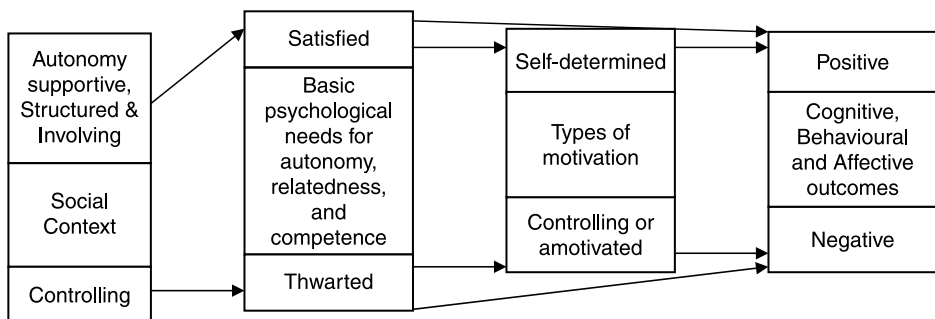 Autonomy
supportive,
Structured &
Involving
Social
Context
Controlling
Satisfied
Basic
psychological
needs for
autonomy,
relatedness,
and
competence
Thwarted
Self-determined
Types of
motivation
Controlling or
amotivated
Positive
Cognitive,
Behavioural
and Affective
outcomes
Negative